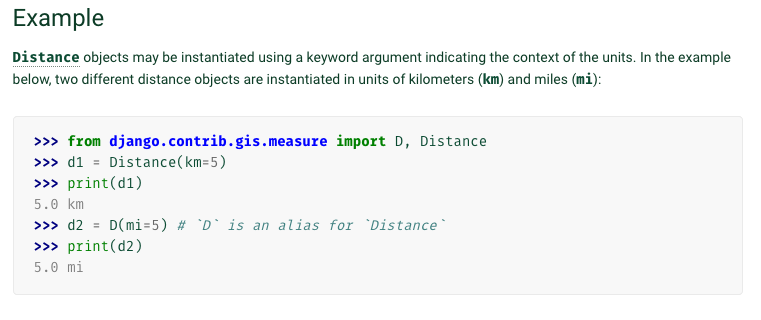 Example
Distance objects may be instantiated using a keyword argument indicating the context of the units. In the example
below, two different distance objects are instantiated in units of kilometers (km) and miles (mi):
>>> from django.contrib.gis.measure import D, Distance
>>> d1 = Distance(km=5)
>>> print(d1)
5.0 km
>>> d2 = D(mi=5) # `D` is an alias for `Distance`
>>> print(d2)
5.0 mi